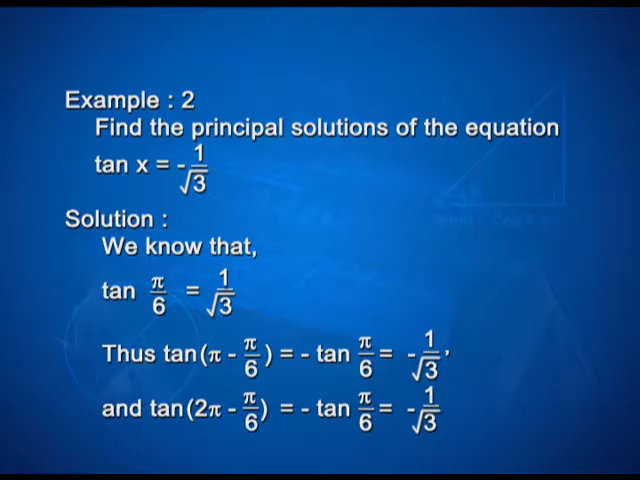 Example : 2
Find the principal solutions of the equation
tan x = - 1/√3
Solution :
We know that,
tan π/6 = 1/√3
Thus tan(π - π/6) = - tan π/6 = - 1/√3,
and tan(2π - π/6) = - tan π/6 = - 1/√3